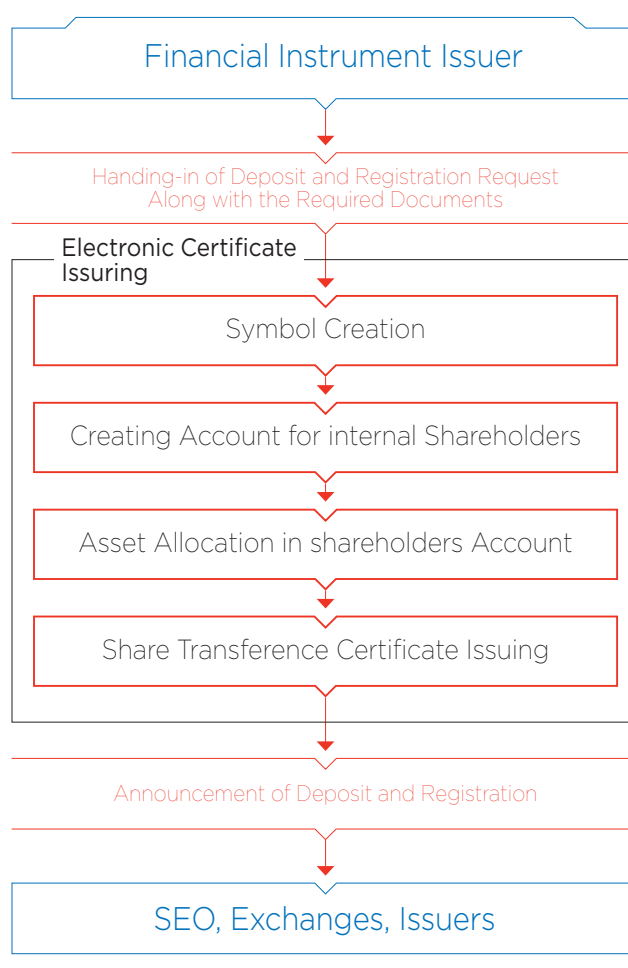 Financial Instrument Issuer
Handing-in of Deposit and Registration Request
Along with the Required Documents
Electronic Certificate
Issuring
Symbol Creation
Creating Account for internal Shareholders
Asset Allocation in shareholders Account
Share Transference Certificate Issuing
Announcement of Deposit and Registration
SEO, Exchanges, Issuers